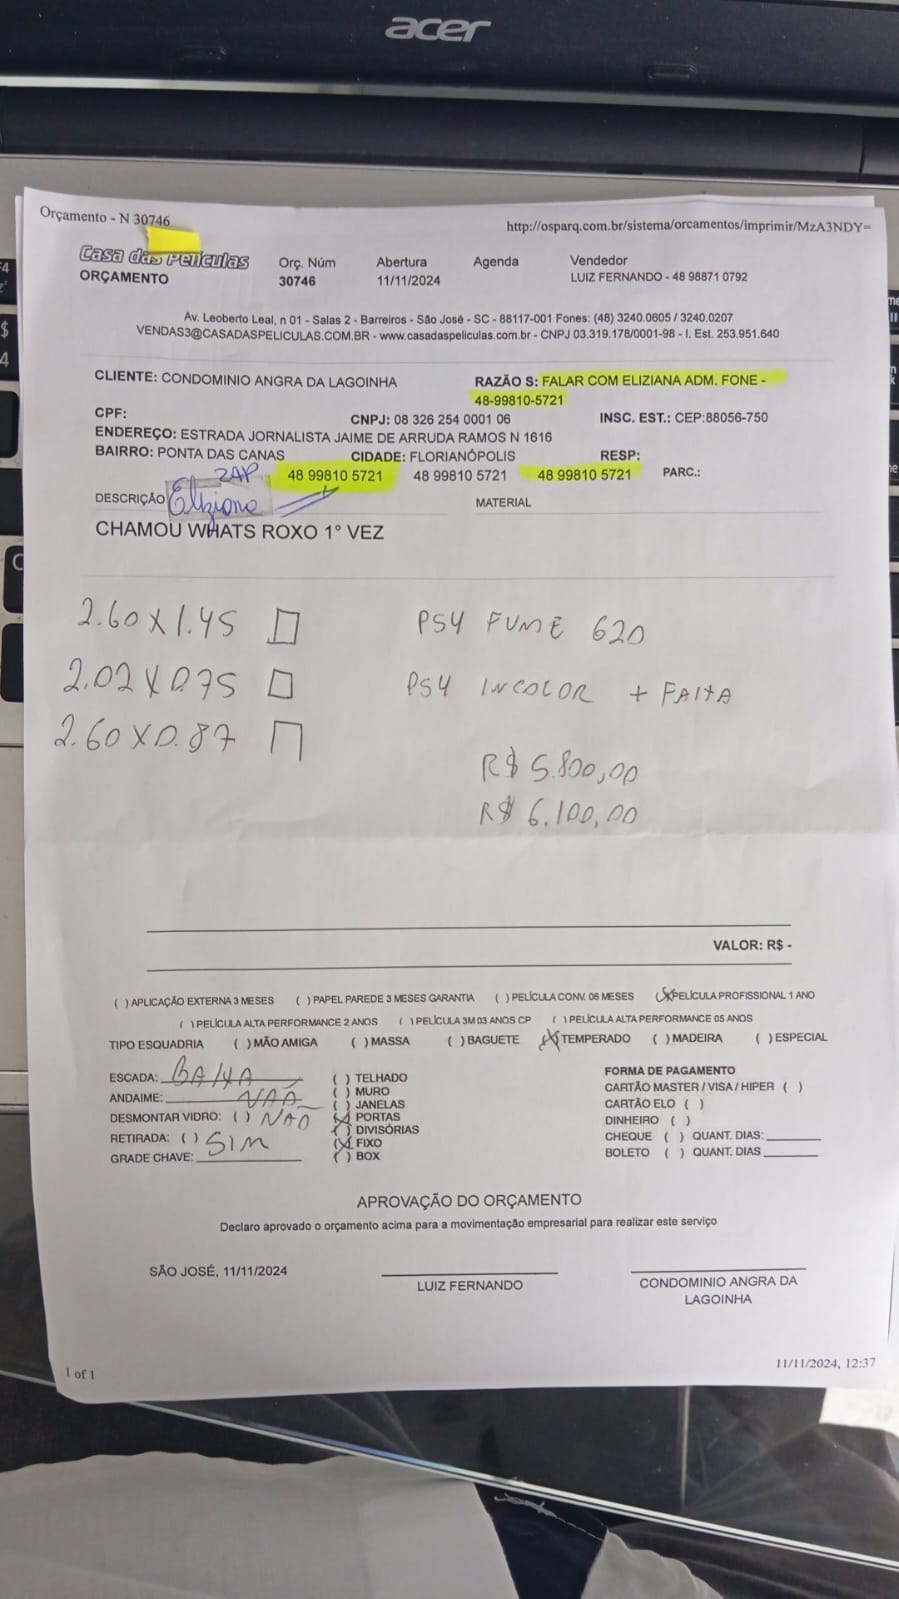 acer
Orçamento - N 30746
http://osparq.com.br/sistema/orcamentos/imprimir/MzA3NDY=
Casa das Películas
ORÇAMENTO
Orç. Núm
30746
Abertura
11/11/2024
Agenda
Vendedor
LUIZ FERNANDO - 48 98871 0792
Av. Leoberto Leal, n 01 - Salas 2 - Barreiros - São José - SC - 88117-001 Fones: (48) 3240.0605 / 3240.0207
VENDAS3@CASADASPELICULAS.COM.BR - www.casadaspeliculas.com.br - CNPJ 03.319.178/0001-98 - I. Est. 253.951.640
CLIENTE: CONDOMINIO ANGRA DA LAGOINHA
RAZÃO S: FALAR COM ELIZIANA ADM. FONE -
48-99810-5721
CPF:
CNPJ: 08 326 254 0001 06
INSC. EST.: CEP:88056-750
ENDEREÇO: ESTRADA JORNALISTA JAIME DE ARRUDA RAMOS N 1616
BAIRRO: PONTA DAS CANAS
CIDADE: FLORIANÓPOLIS
RESP:
ZAP
48 99810 5721
48 99810 5721
48 99810 5721
PARC.:
DESCRIÇÃO
MATERIAL
CHAMOU WHATS ROXO 1° VEZ
2.60 X 1.45
PS4 FUME 620
2.02 X 0.75
PS4 INCOLOR + FAIXA
2.60 X 0.87
R$ 5.800,00
R$ 6.100,00
VALOR: R$ -
( ) APLICAÇÃO EXTERNA 3 MESES ( ) PAPEL PAREDE 3 MESES GARANTIA ( ) PELÍCULA CONV. 06 MESES (X) PELÍCULA PROFISSIONAL 1 ANO
( ) PELÍCULA ALTA PERFORMANCE 2 ANOS ( ) PELÍCULA 3M 03 ANOS CP ( ) PELÍCULA ALTA PERFORMANCE 05 ANOS
TIPO ESQUADRIA ( ) MÃO AMIGA ( ) MASSA ( ) BAGUETE (X) TEMPERADO ( ) MADEIRA ( ) ESPECIAL
ESCADA: BAIXA
ANDAIME: NÃO
DESMONTAR VIDRO: ( ) NÃO
RETIRADA: ( ) SIM
GRADE CHAVE:
( ) TELHADO
( ) MURO
( ) JANELAS
(X) PORTAS
( ) DIVISÓRIAS
(X) FIXO
( ) BOX
FORMA DE PAGAMENTO
CARTÃO MASTER / VISA / HIPER ( )
CARTÃO ELO ( )
DINHEIRO ( )
CHEQUE ( ) QUANT. DIAS:
BOLETO ( ) QUANT. DIAS
APROVAÇÃO DO ORÇAMENTO
Declaro aprovado o orçamento acima para a movimentação empresarial para realizar este serviço
SÃO JOSÉ, 11/11/2024
LUIZ FERNANDO
CONDOMINIO ANGRA DA
LAGOINHA
1 of 1
11/11/2024, 12:37